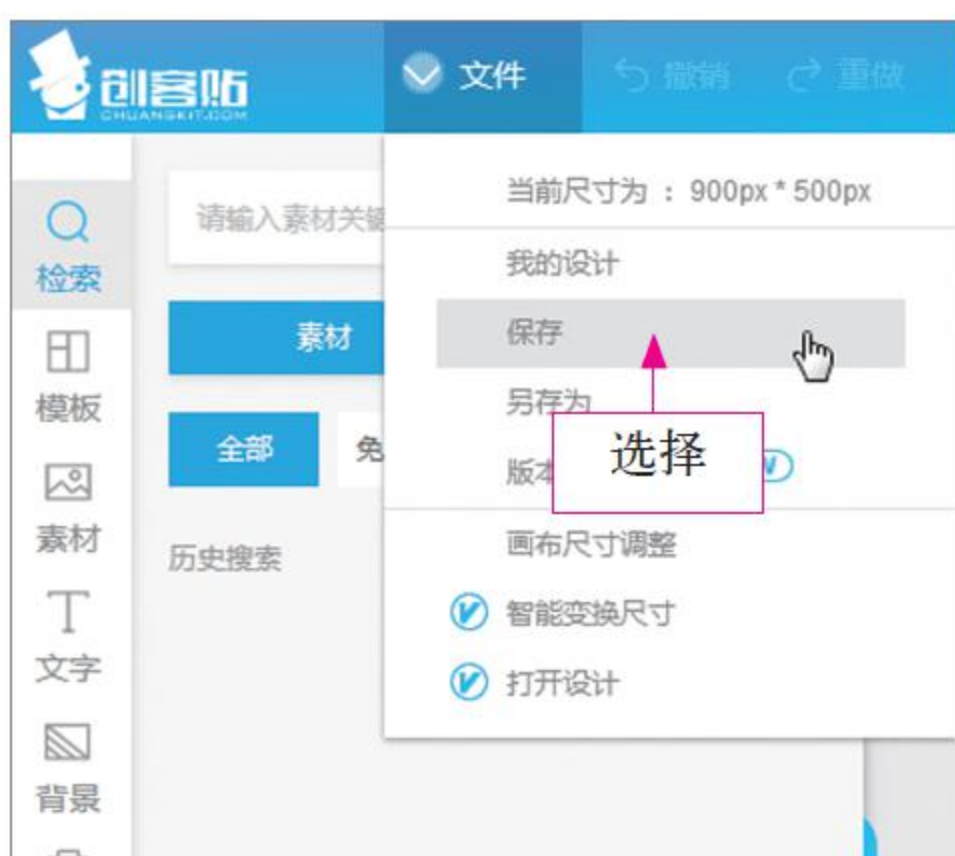 创客贴
CHUANGKIT.COM
文件
撤销
重做
当前尺寸为 : 900px * 500px
请输入素材关键
我的设计
检索
素材
保存
模板
另存为
全部
免
选择
版本
素材
历史搜索
画布尺寸调整
智能变换尺寸
文字
打开设计
背景